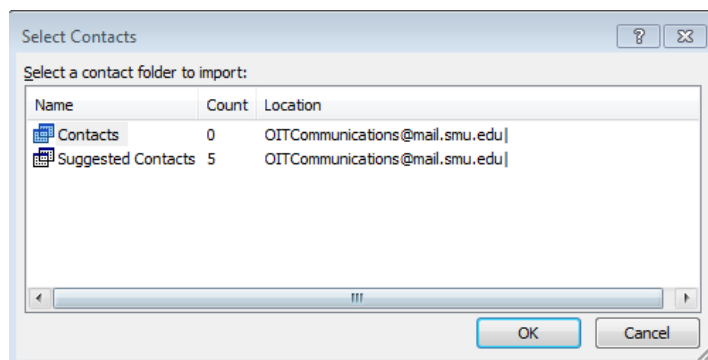 Select Contacts
Select a contact folder to import:
Name Count Location
Contacts 0 OITCommunications@mail.smu.edu|
Suggested Contacts 5 OITCommunications@mail.smu.edu|
OK Cancel